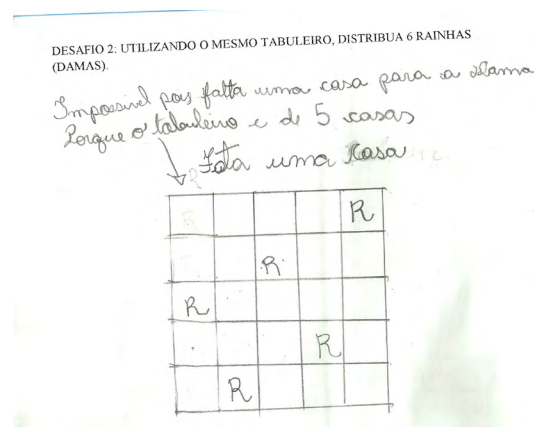 DESAFIO 2: UTILIZANDO O MESMO TABULEIRO, DISTRIBUA 6 RAINHAS
(DAMAS).
Impossivel pois falta uma casa para a dama
Porque o tabuleiro e de 5 casas
Fata uma casa
R
R
R
R
R